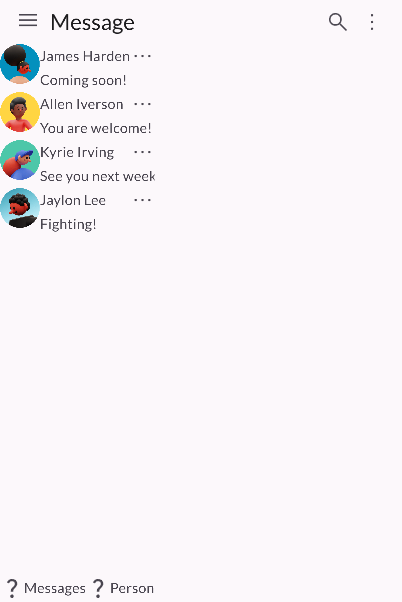 Message
James Harden ···
Coming soon!
Allen Iverson ···
You are welcome!
Kyrie Irving ···
See you next week
Jaylon Lee ···
Fighting!
? Messages ? Person